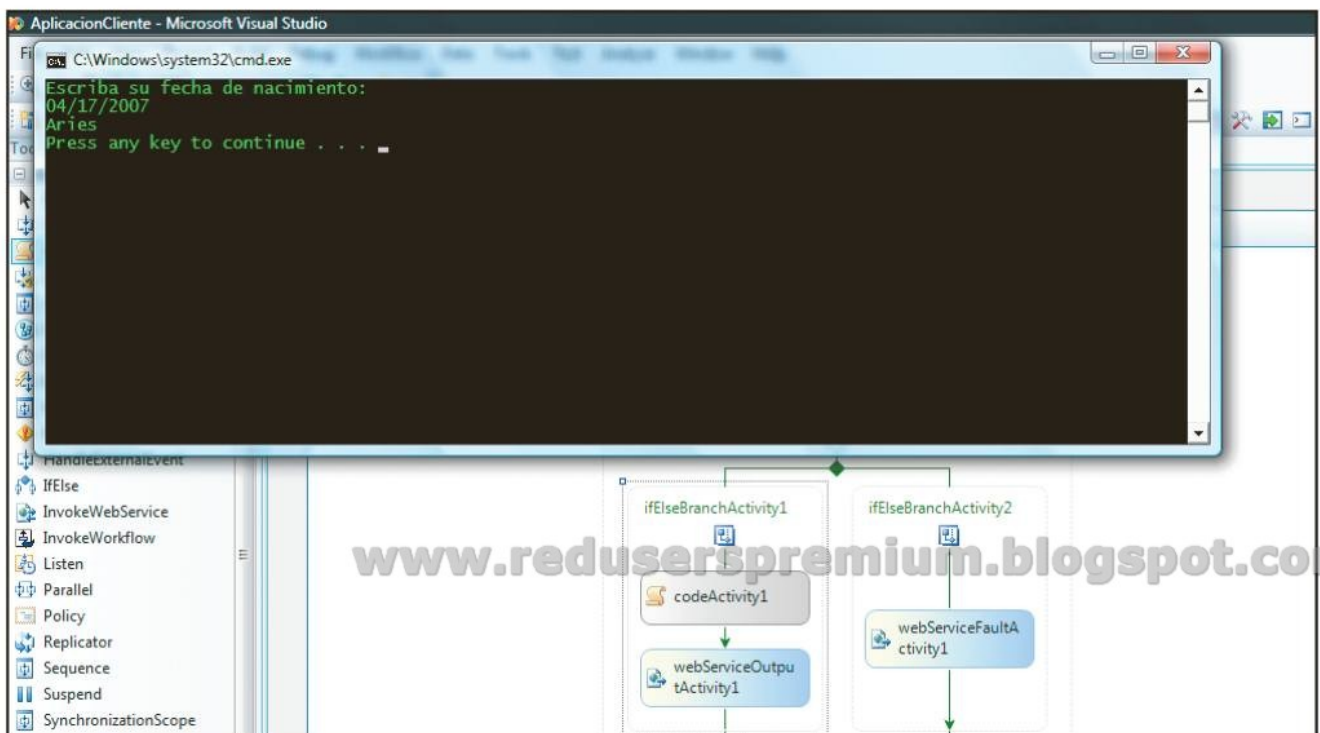 AplicacionCliente - Microsoft Visual Studio
C:\Windows\system32\cmd.exe
Escriba su fecha de nacimiento:
04/17/2007
Aries
Press any key to continue . . .
HandleExternalEvent
IfElse
InvokeWebService
InvokeWorkflow
Listen
Parallel
Policy
Replicator
Sequence
Suspend
SynchronizationScope
ifElseBranchActivity1
ifElseBranchActivity2
www.reduserspremium.blogspot.co
codeActivity1
webServiceFaultA
ctivity1
webServiceOutpu
tActivity1